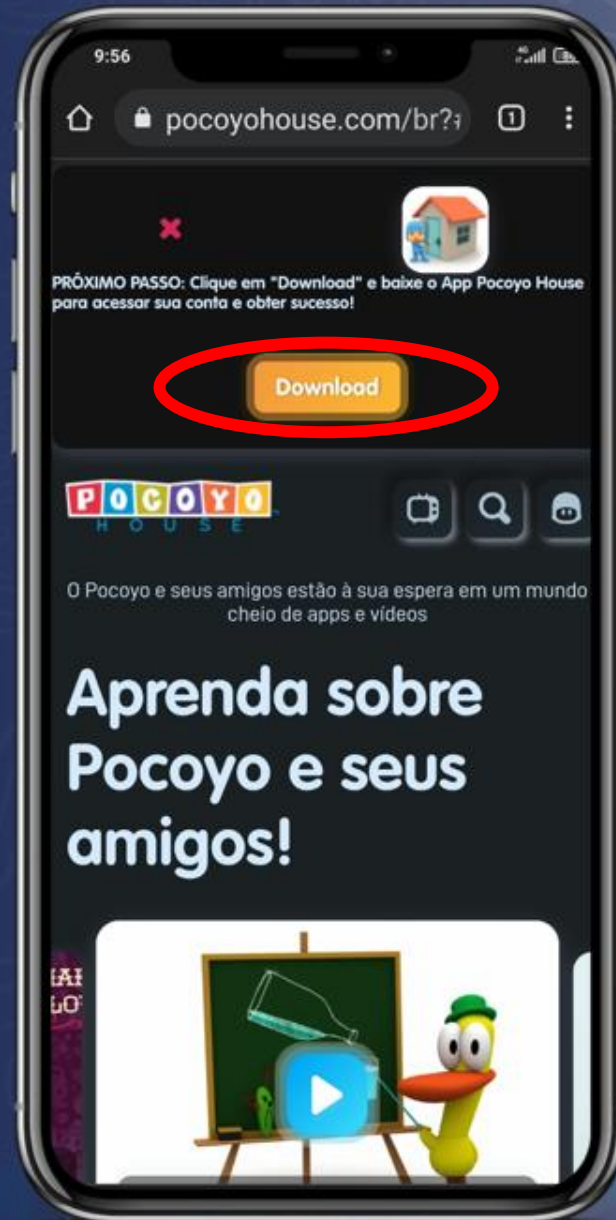 9:56
4G
pocoyohouse.com/br?
1
PRÓXIMO PASSO: Clique em "Download" e baixe o App Pocoyo House
para acessar sua conta e obter sucesso!
Download
POCOYO
HOUSE
O Pocoyo e seus amigos estão à sua espera em um mundo
cheio de apps e vídeos
Aprenda sobre
Pocoyo e seus
amigos!